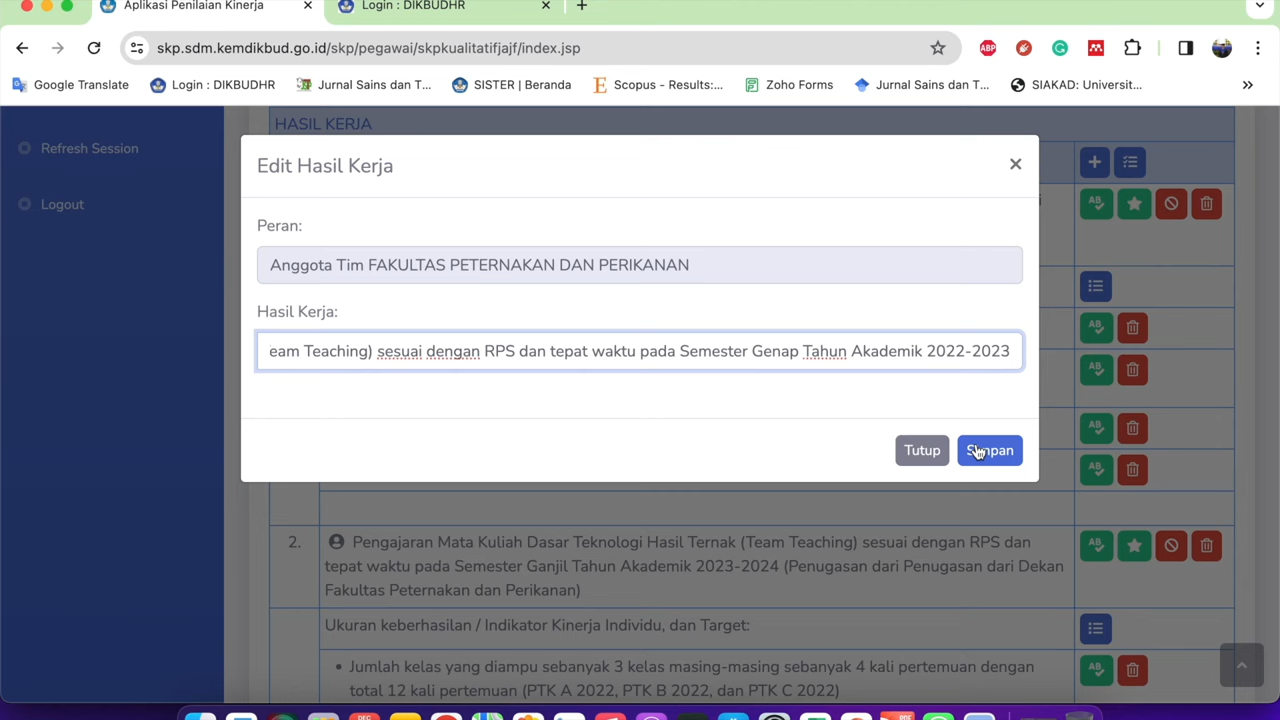 Aplikasi Penilaian Kinerja
Login : DIKBUDHR
skp.sdm.kemdikbud.go.id/skp/pegawai/skpkualitatifjajf/index.jsp
ABP
Google Translate
Login : DIKBUDHR
Jurnal Sains dan T...
SISTER | Beranda
Scopus - Results:...
Zoho Forms
Jurnal Sains dan T...
SIAKAD: Universit...
Refresh Session
Logout
HASIL KERJA
Edit Hasil Kerja
Peran:
Anggota Tim FAKULTAS PETERNAKAN DAN PERIKANAN
Hasil Kerja:
eam Teaching) sesuai dengan RPS dan tepat waktu pada Semester Genap Tahun Akademik 2022-2023
Tutup
Simpan
2.
Pengajaran Mata Kuliah Dasar Teknologi Hasil Ternak (Team Teaching) sesuai dengan RPS dan
tepat waktu pada Semester Ganjil Tahun Akademik 2023-2024 (Penugasan dari Penugasan dari Dekan
Fakultas Peternakan dan Perikanan)
Ukuran keberhasilan / Indikator Kinerja Individu, dan Target:
• Jumlah kelas yang diampu sebanyak 3 kelas masing-masing sebanyak 4 kali pertemuan dengan
total 12 kali pertemuan (PTK A 2022, PTK B 2022, dan PTK C 2022)